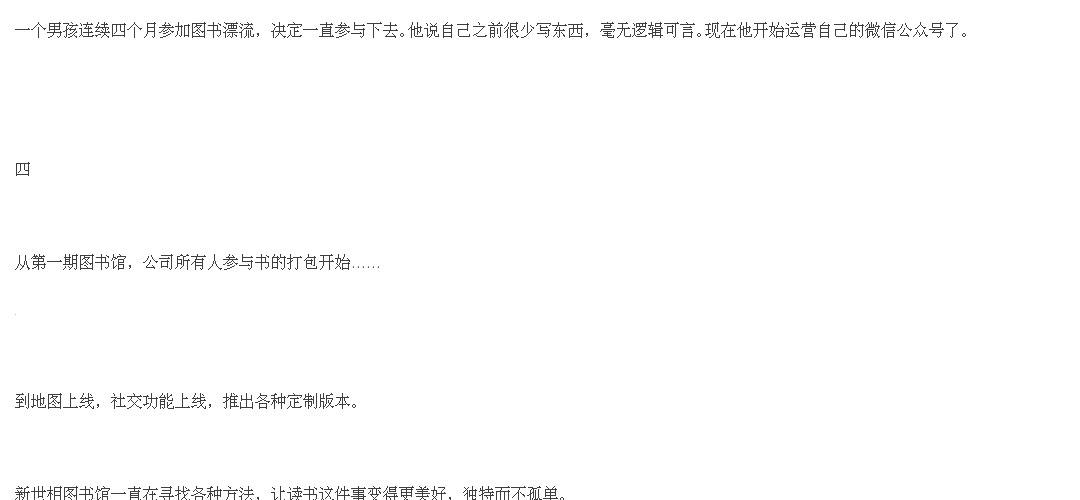 一个男孩连续四个月参加图书漂流，决定一直参与下去。他说自己之前很少写东西，毫无逻辑可言。现在他开始运营自己的微信公众号了。
四
从第一期图书馆，公司所有人参与书的打包开始……
到地图上线，社交功能上线，推出各种定制版本。
新世相图书馆一直在寻找各种方法，让读书这件事变得更美好，独特而不孤单。